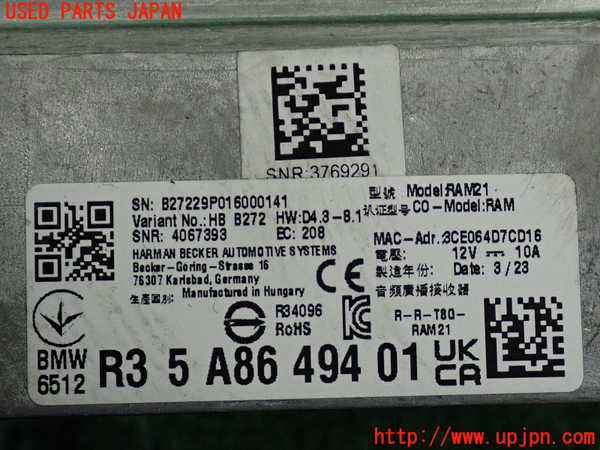 USED PARTS JAPAN
SNR:3769291
SN: B27229P016000141
Variant No.: HB B272 HW:D4.3-8.1
SNR: 4067393 EC: 208
HARMAN BECKER AUTOMOTIVE SYSTEMS
Becker-Göring-Strasse 16
76307 Karlsbad, Germany
生產國別: Manufactured in Hungary
型號 Model:RAM21
认证型号 CO-Model:RAM
MAC-Adr.:3CE064D7CD16
電壓: 12V 10A
製造年份: Date: 3/23
音頻廣播接收器
R34096
RoHS
R-R-T8G-
RAM21
BMW
6512
R3 5 A86 494 01
UK
CA
http://www.upjpn.com/